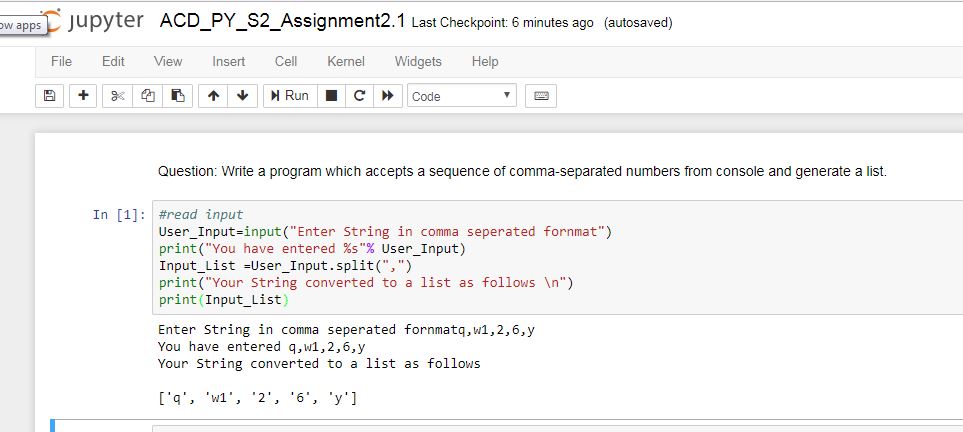 ow apps
jupyter ACD_PY_S2_Assignment2.1 Last Checkpoint: 6 minutes ago (autosaved)
File Edit View Insert Cell Kernel Widgets Help
Run Code
Question: Write a program which accepts a sequence of comma-separated numbers from console and generate a list.
In [1]: #read input
User_Input=input("Enter String in comma seperated fornmat")
print("You have entered %s"% User_Input)
Input_List =User_Input.split(",")
print("Your String converted to a list as follows \n")
print(Input_List)
Enter String in comma seperated fornmatq,w1,2,6,y
You have entered q,w1,2,6,y
Your String converted to a list as follows
['q', 'w1', '2', '6', 'y']